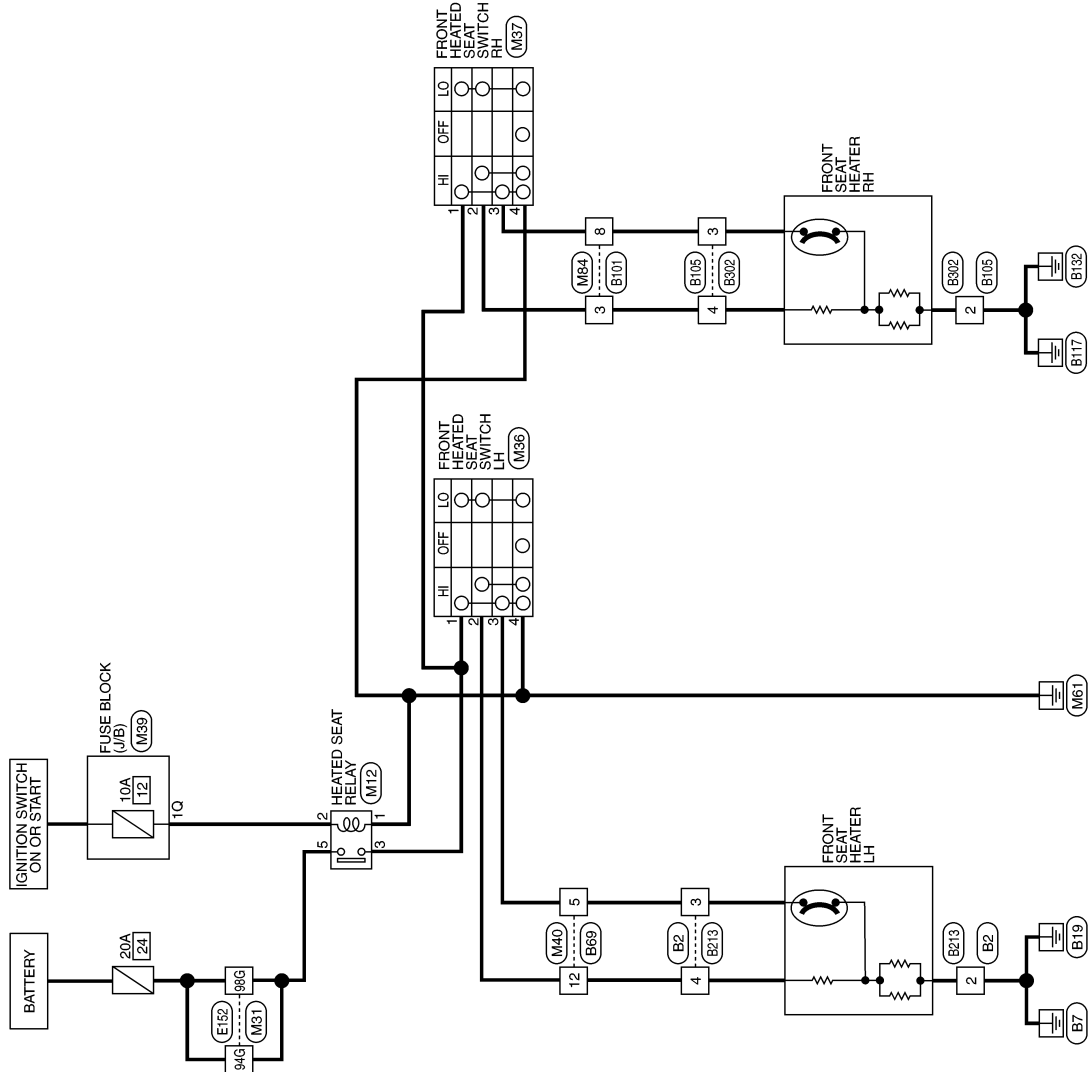 IGNITION SWITCH
ON OR START
FUSE BLOCK
(J/B)
M39
10A
12
1Q
BATTERY
20A
24
98G
E152
M31
94G
HEATED SEAT
RELAY
M12
2
5
1
3
FRONT
HEATED
SEAT
SWITCH
RH
M37
HI
OFF
LO
1
2
3
4
FRONT
HEATED
SEAT
SWITCH
LH
M36
HI
OFF
LO
1
2
3
4
8
M84
B101
3
3
B105
B302
4
FRONT
SEAT
HEATER
RH
B302
B105
2
B132
B117
M61
5
M40
B69
12
3
B2
B213
4
FRONT
SEAT
HEATER
LH
B213
B2
2
B19
B7